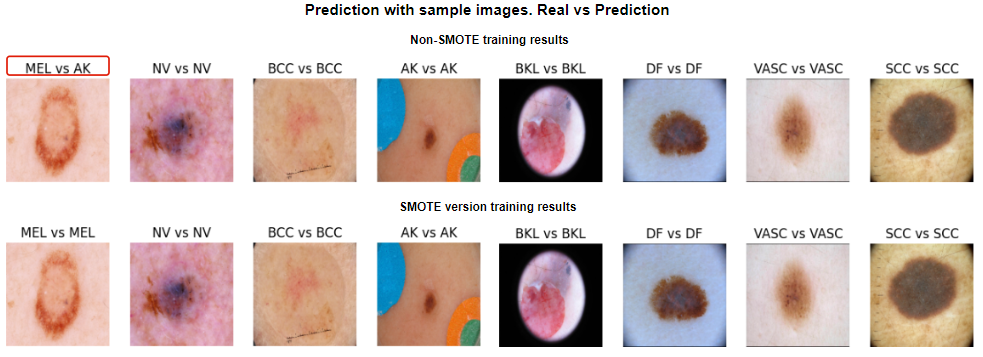 Prediction with sample images. Real vs Prediction
Non-SMOTE training results
MEL vs AK NV vs NV BCC vs BCC AK vs AK BKL vs BKL DF vs DF VASC vs VASC SCC vs SCC
SMOTE version training results
MEL vs MEL NV vs NV BCC vs BCC AK vs AK BKL vs BKL DF vs DF VASC vs VASC SCC vs SCC